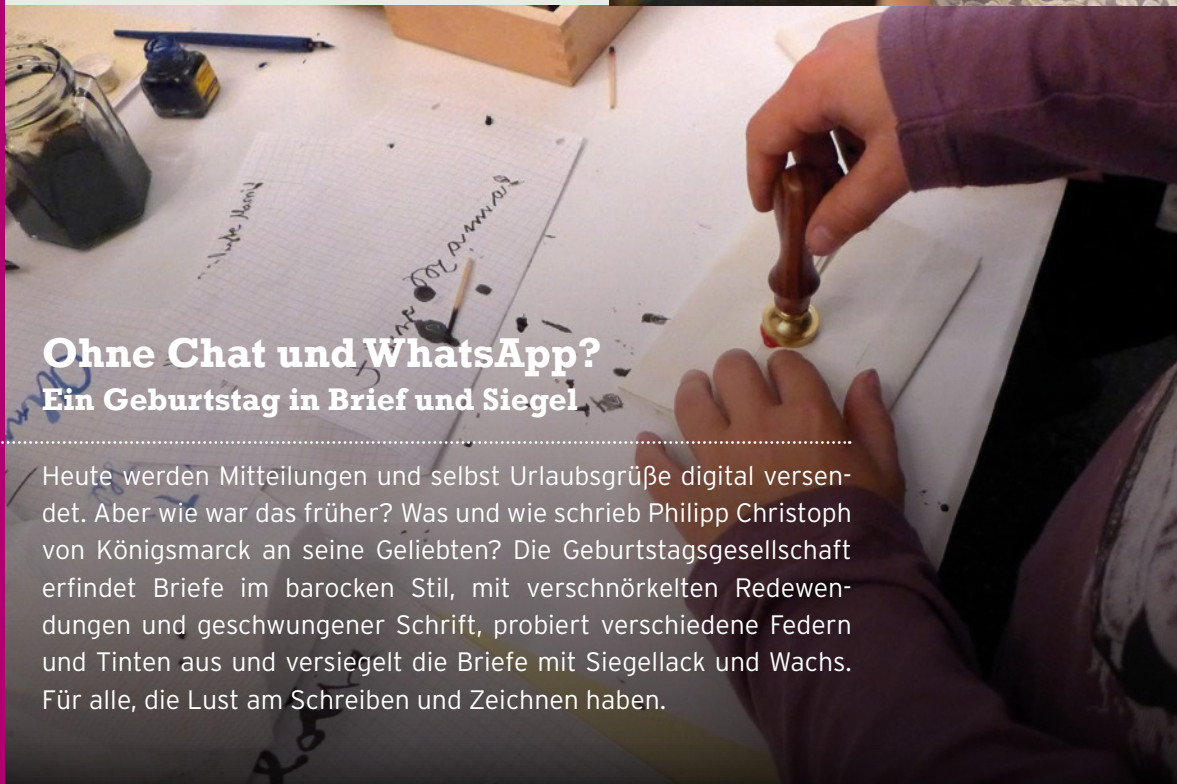 Ohne Chat und WhatsApp?
Ein Geburtstag in Brief und Siegel
Heute werden Mitteilungen und selbst Urlaubsgrüße digital versen-
det. Aber wie war das früher? Was und wie schrieb Philipp Christoph
von Königsmarck an seine Geliebten? Die Geburtstagsgesellschaft
erfindet Briefe im barocken Stil, mit verschnörkelten Redewen-
dungen und geschwungener Schrift, probiert verschiedene Federn
und Tinten aus und versiegelt die Briefe mit Siegellack und Wachs.
Für alle, die Lust am Schreiben und Zeichnen haben.